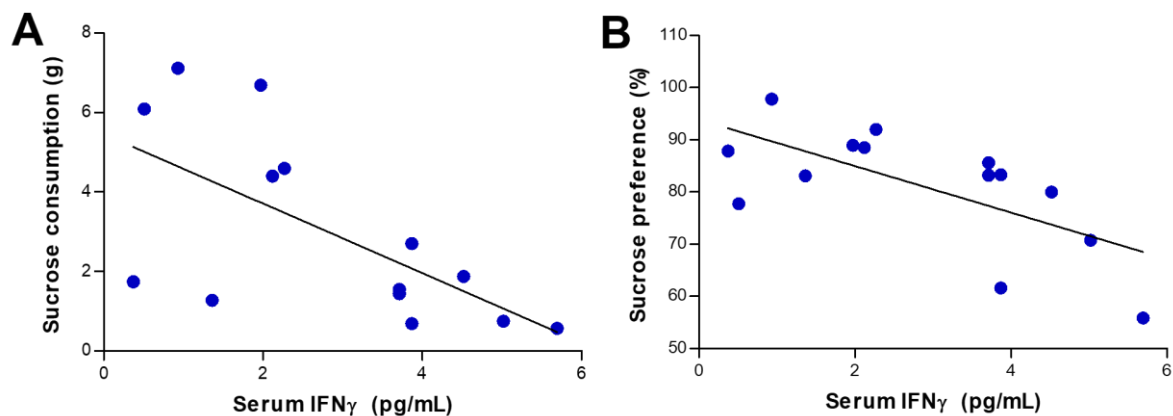 A
Sucrose consumption (g)
8
6
4
2
0
0 2 4 6
Serum IFNγ (pg/mL)
B
Sucrose preference (%)
110
100
90
80
70
60
50
0 2 4 6
Serum IFNγ (pg/mL)